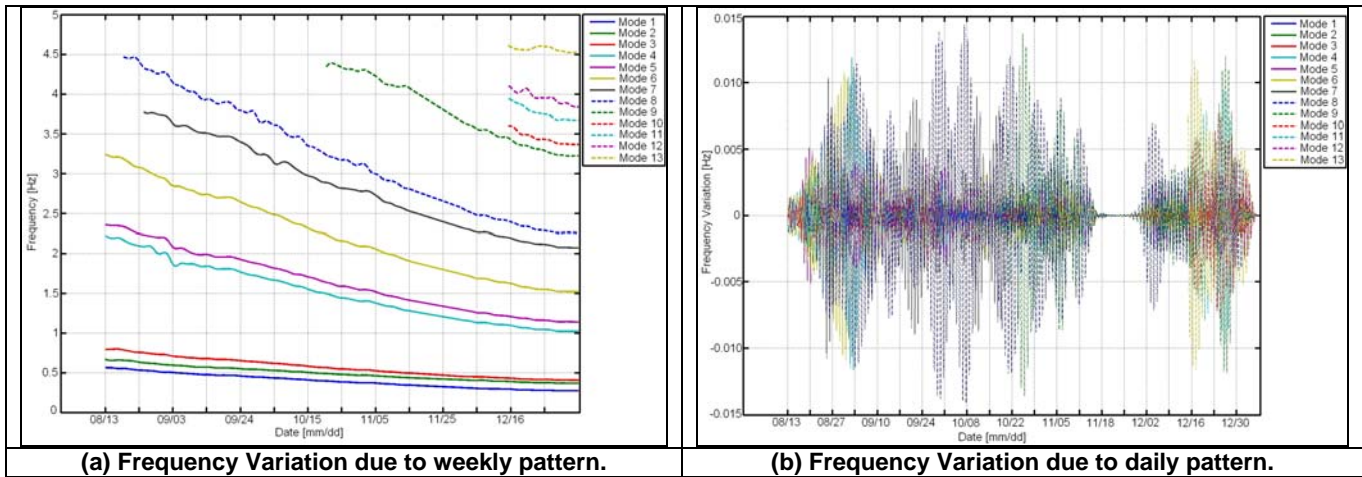 5
4.5
4
3.5
3
2.5
2
1.5
1
0.5
0
Frequency [Hz]
08/13 09/03 09/24 10/15 11/05 11/25 12/16
Date [mm/dd]
Mode 1
Mode 2
Mode 3
Mode 4
Mode 5
Mode 6
Mode 7
Mode 8
Mode 9
Mode 10
Mode 11
Mode 12
Mode 13
(a) Frequency Variation due to weekly pattern.
0.015
0.010
0.005
0
-0.005
-0.010
-0.015
Frequency Variation [Hz]
08/13 08/27 09/10 09/24 10/08 10/22 11/05 11/18 12/02 12/16 12/30
Date [mm/dd]
Mode 1
Mode 2
Mode 3
Mode 4
Mode 5
Mode 6
Mode 7
Mode 8
Mode 9
Mode 10
Mode 11
Mode 12
Mode 13
(b) Frequency Variation due to daily pattern.